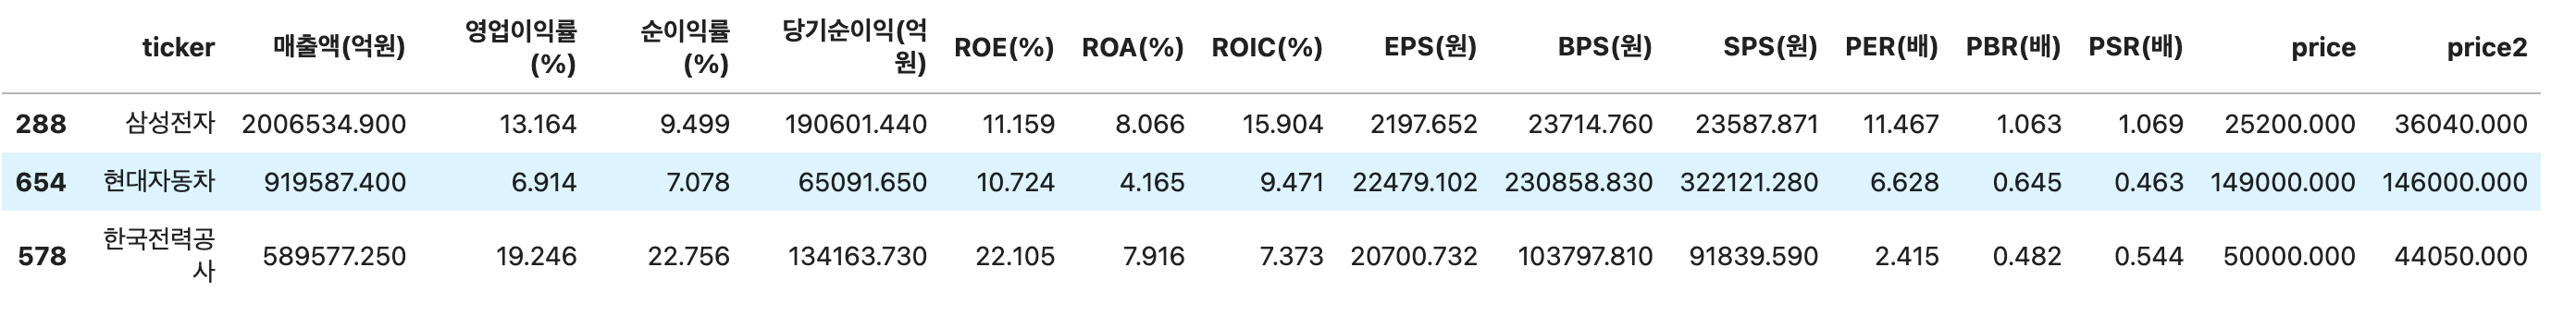 ticker 매출액(억원) 영업이익률(%) 순이익률(%) 당기순이익(억원) ROE(%) ROA(%) ROIC(%) EPS(원) BPS(원) SPS(원) PER(배) PBR(배) PSR(배) price price2
288 삼성전자 2006534.900 13.164 9.499 190601.440 11.159 8.066 15.904 2197.652 23714.760 23587.871 11.467 1.063 1.069 25200.000 36040.000
654 현대자동차 919587.400 6.914 7.078 65091.650 10.724 4.165 9.471 22479.102 230858.830 322121.280 6.628 0.645 0.463 149000.000 146000.000
578 한국전력공사 589577.250 19.246 22.756 134163.730 22.105 7.916 7.373 20700.732 103797.810 91839.590 2.415 0.482 0.544 50000.000 44050.000